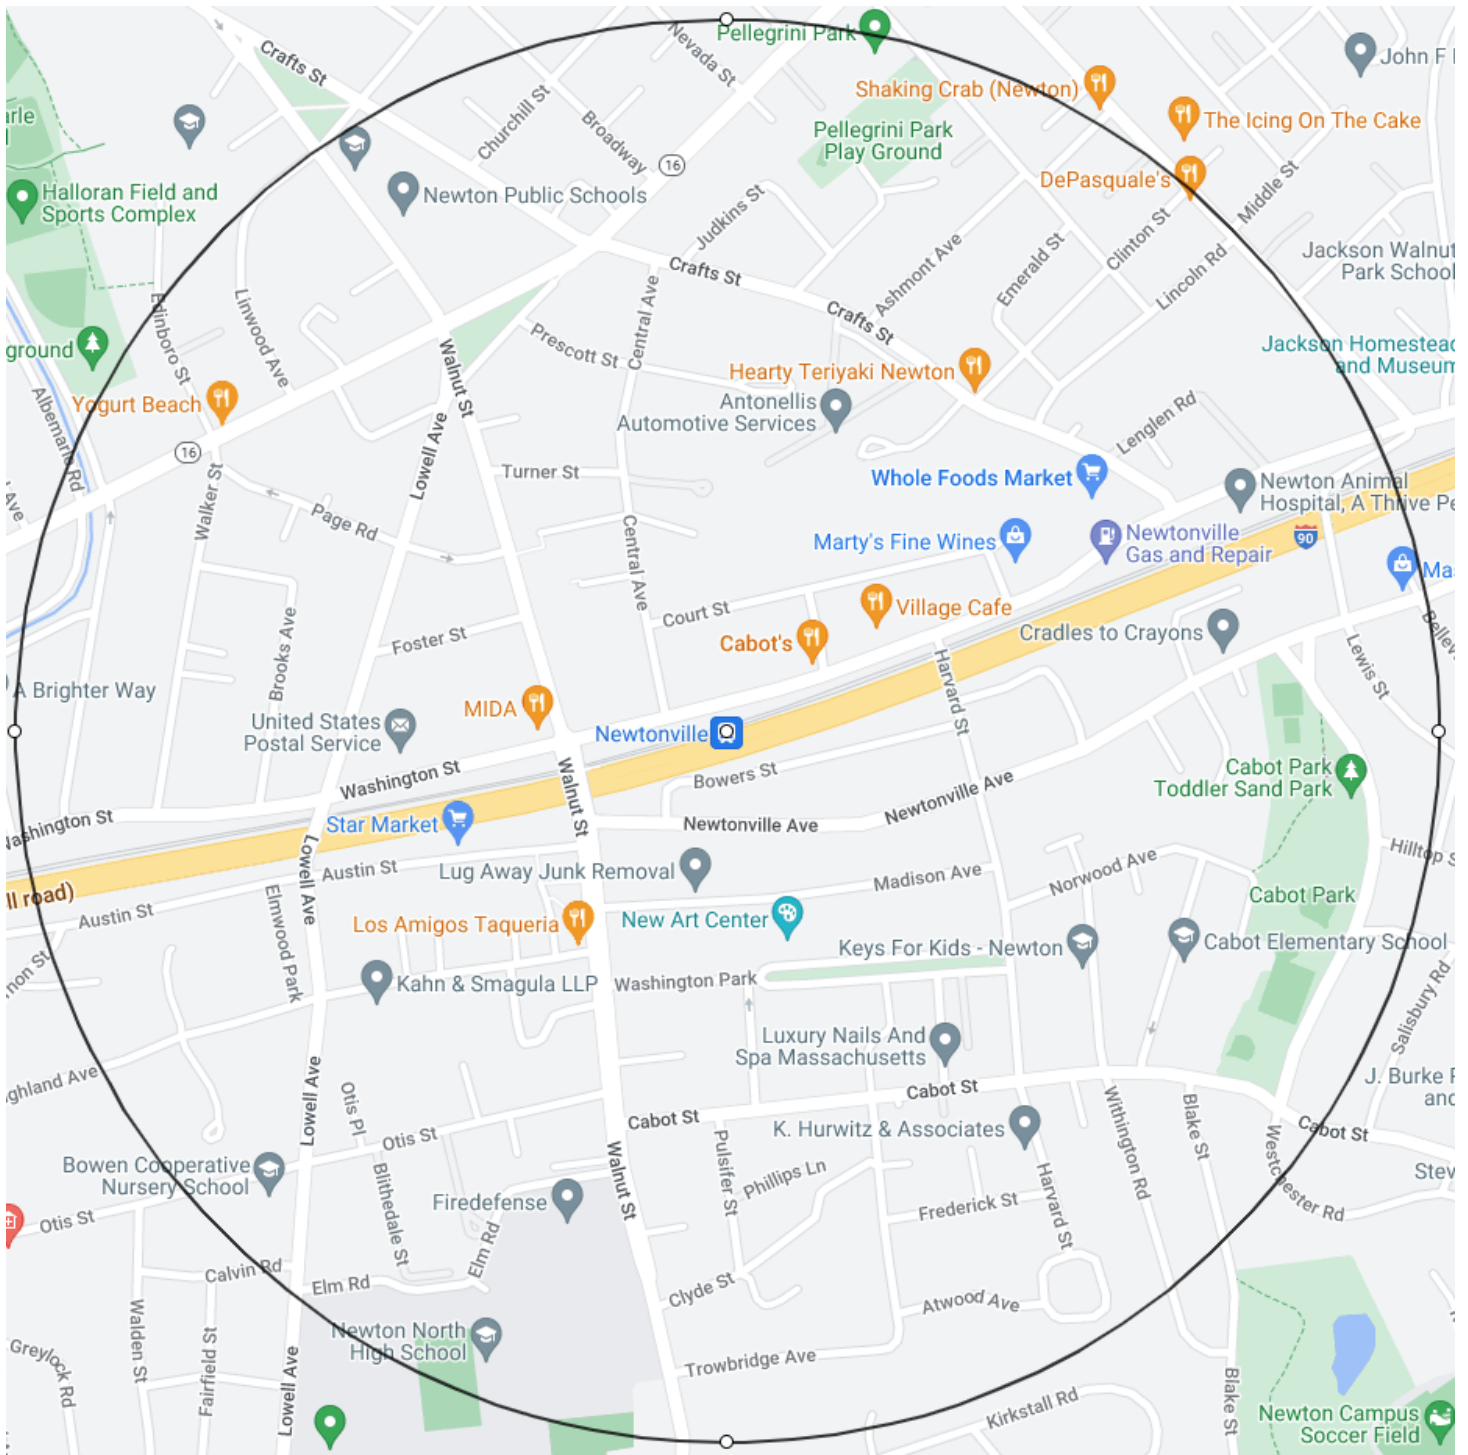 Crafts St
Nevada St
Pellegrini Park
John F
Shaking Crab (Newton)
The Icing On The Cake
arle
Churchill St
Broadway
16
Pellegrini Park
Play Ground
DePasquale's
Middle St
Halloran Field and
Sports Complex
Newton Public Schools
Judkins St
Clinton St
Jackson Walnut
Park School
Crafts St
Ashmont Ave
Emerald St
Lincoln Rd
Edinboro St
Linwood Ave
Central Ave
Crafts St
Prescott St
ground
Walnut St
Jackson Homestead
and Museum
Hearty Teriyaki Newton
Yogurt Beach
Albemarle Rd
Antonellis
Automotive Services
Lenglen Rd
16
Lowell Ave
Turner St
Whole Foods Market
Newton Animal
Hospital, A Thrive Pe
Ave
Walker St
Page Rd
Central Ave
Marty's Fine Wines
Newtonville
Gas and Repair
90
Mas
Court St
Village Cafe
Foster St
Brooks Ave
Cabot's
Cradles to Crayons
Bellev
Harvard St
Lewis St
A Brighter Way
MIDA
United States
Postal Service
Newtonville
Washington St
Walnut St
Bowers St
Newtonville Ave
Cabot Park
Toddler Sand Park
Washington St
Star Market
Newtonville Ave
Lowell Ave
Austin St
Lug Away Junk Removal
Madison Ave
Norwood Ave
Hilltop S
ll road)
Austin St
Elmwood Park
Los Amigos Taqueria
New Art Center
Cabot Park
Keys For Kids - Newton
Cabot Elementary School
non St
Kahn & Smagula LLP
Washington Park
Salisbury Rd
Luxury Nails And
Spa Massachusetts
ghland Ave
Lowell Ave
Otis Pl
Cabot St
J. Burke
and
Cabot St
Otis St
K. Hurwitz & Associates
Withington Rd
Blake St
Cabot St
Westchester Rd
Bowen Cooperative
Nursery School
Walnut St
Pulsifer St
Phillips Ln
Stev
Blithedale St
Firedefense
Harvard St
Frederick St
Otis St
Elm Rd
Calvin Rd
Elm Rd
Clyde St
Atwood Ave
Walden St
Fairfield St
Newton North
High School
Greylock Rd
Lowell Ave
Trowbridge Ave
Blake St
Kirkstall Rd
Newton Campus
Soccer Field